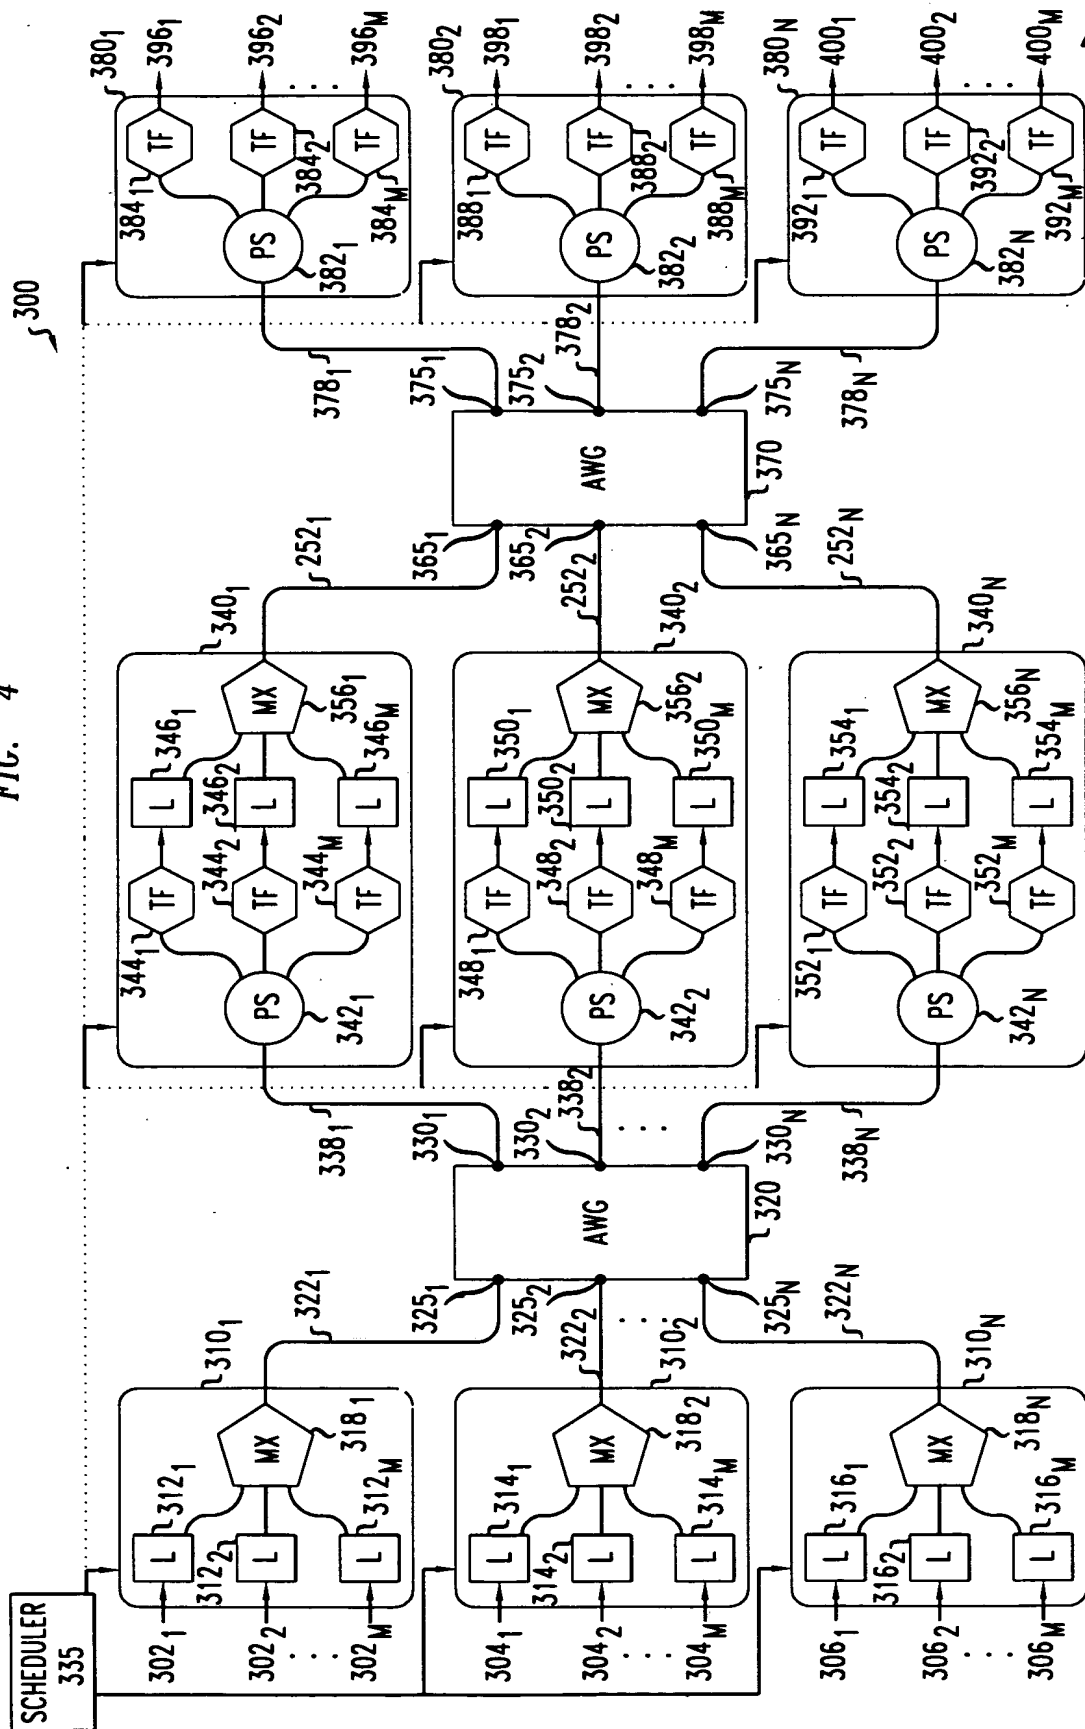 FIG. 4
300
SCHEDULER
335
302₁
302₂
302M
L
L
L
312₁
312₂
312M
MX
318₁
310₁
322₁
304₁
304₂
304M
L
L
L
314₁
314₂
314M
MX
318₂
310₂
322₂
306₁
306₂
306M
L
L
L
316₁
316₂
316M
MX
318N
310N
322N
325₁
325₂
325N
AWG
320
330₁
330₂
330N
338₁
338₂
338N
PS
342₁
TF
TF
TF
344₁
344₂
344M
L
L
L
346₁
346₂
346M
MX
356₁
340₁
252₁
PS
342₂
TF
TF
TF
348₁
348₂
348M
L
L
L
350₁
350₂
350M
MX
356₂
340₂
252₂
PS
342N
TF
TF
TF
352₁
352₂
352M
L
L
L
354₁
354₂
354M
MX
356N
340N
252N
365₁
365₂
365N
AWG
370
375₁
375₂
375N
378₁
378₂
378N
PS
382₁
TF
TF
TF
384₁
384₂
384M
380₁
396₁
396₂
396M
PS
382₂
TF
TF
TF
388₁
388₂
388M
380₂
398₁
398₂
398M
PS
382N
TF
TF
TF
392₁
392₂
392M
380N
400₁
400₂
400M